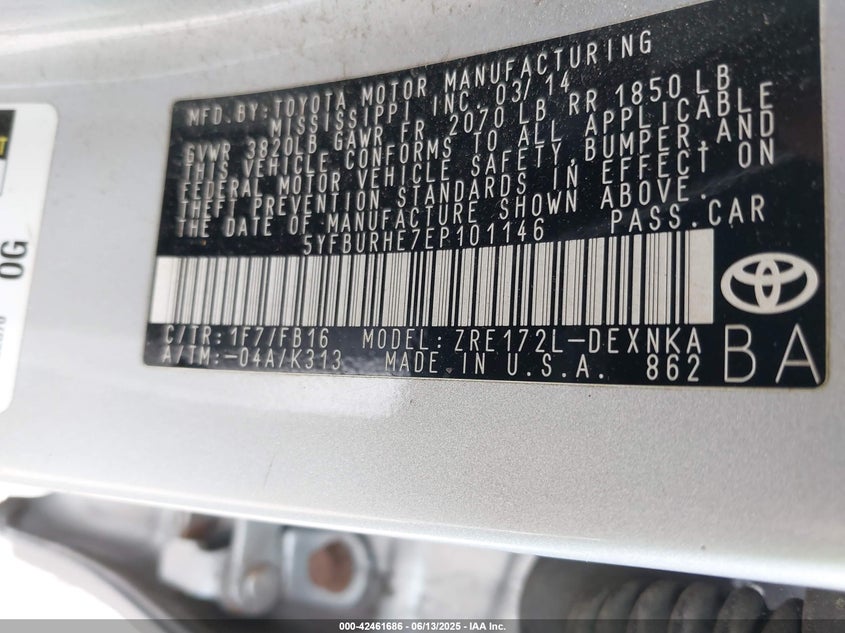 MFD.BY:TOYOTA MOTOR MANUFACTURING
MISSISSIPPI INC. 03/14
GVWR 3820LB GAWR FR 2070 LB RR 1850 LB
THIS VEHICLE CONFORMS TO ALL APPLICABLE
FEDERAL MOTOR VEHICLE SAFETY,BUMPER,AND
THEFT PREVENTION STANDARDS IN EFFECT ON
THE DATE OF MANUFACTURE SHOWN ABOVE.
5YFBURHE7EP101146 PASS.CAR
C/TR:1F7/FB16 MODEL:ZRE172L-DEXNKA
A/TM:-04A/K313 MADE IN U.S.A. 862
BA
OG
000-42461686 - 06/13/2025 - IAA Inc.